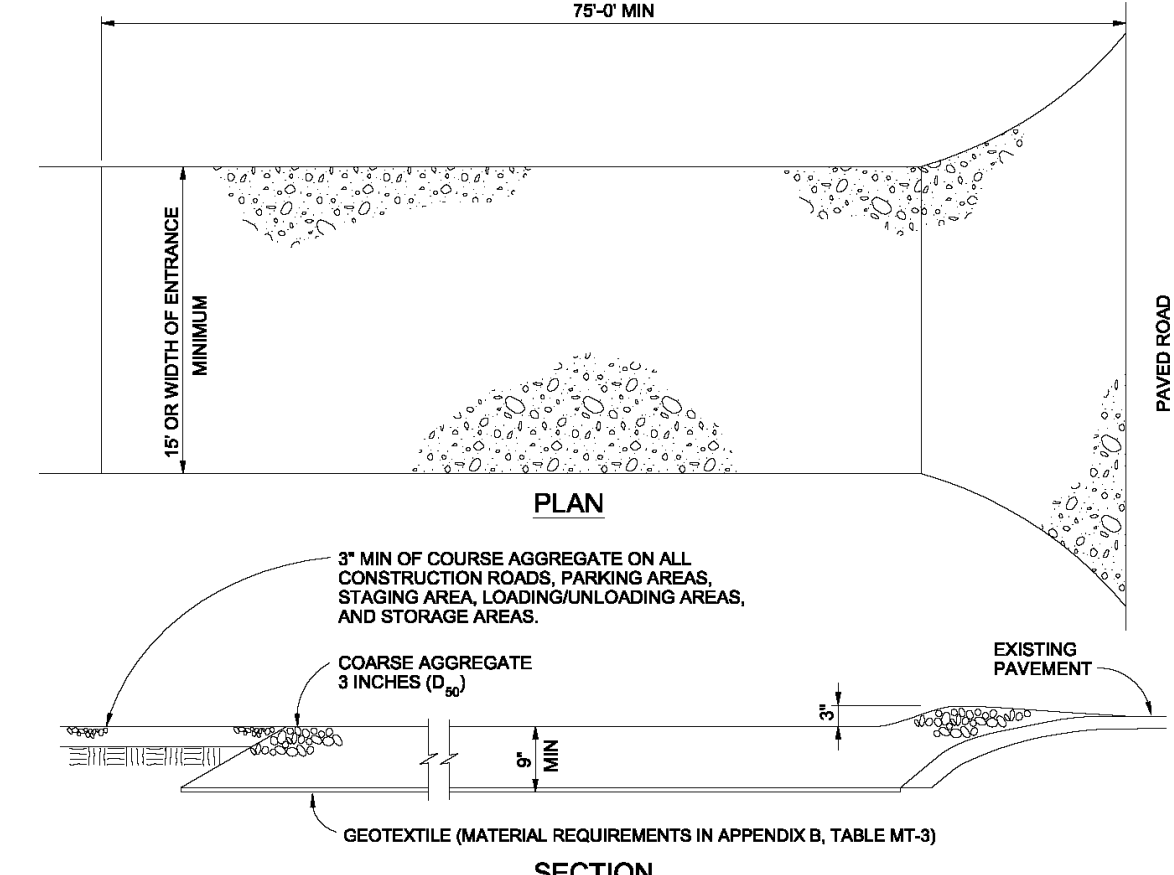 75'-0' MIN
15' OR WIDTH OF ENTRANCE
MINIMUM
PAVED ROAD
PLAN
3" MIN OF COURSE AGGREGATE ON ALL
CONSTRUCTION ROADS, PARKING AREAS,
STAGING AREA, LOADING/UNLOADING AREAS,
AND STORAGE AREAS.
COARSE AGGREGATE
3 INCHES (D50)
EXISTING
PAVEMENT
3"
9"
MIN
GEOTEXTILE (MATERIAL REQUIREMENTS IN APPENDIX B, TABLE MT-3)
SECTION